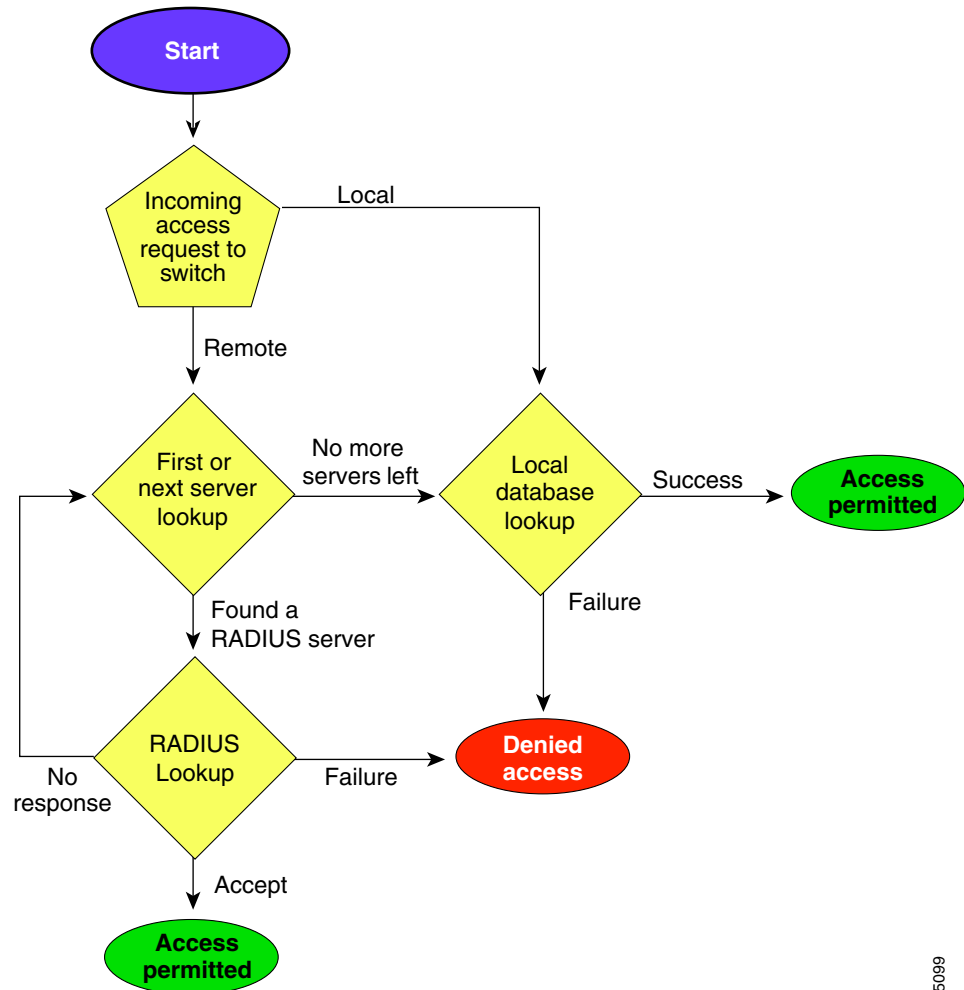 Start
Incoming
access
request to
switch
Local
Remote
First or
next server
lookup
No more
servers left
Local
database
lookup
Success
Access
permitted
Found a
RADIUS server
Failure
RADIUS
Lookup
No
response
Failure
Denied
access
Accept
Access
permitted
5099